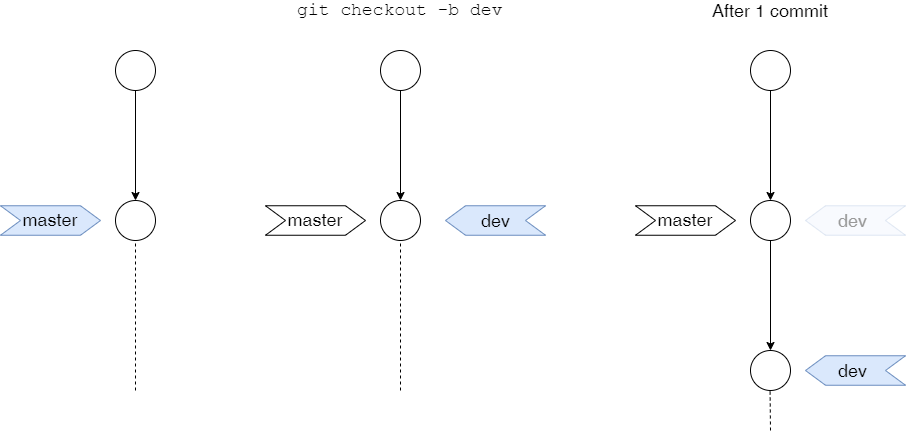 git checkout -b dev
After 1 commit
master
master
dev
master
dev
dev